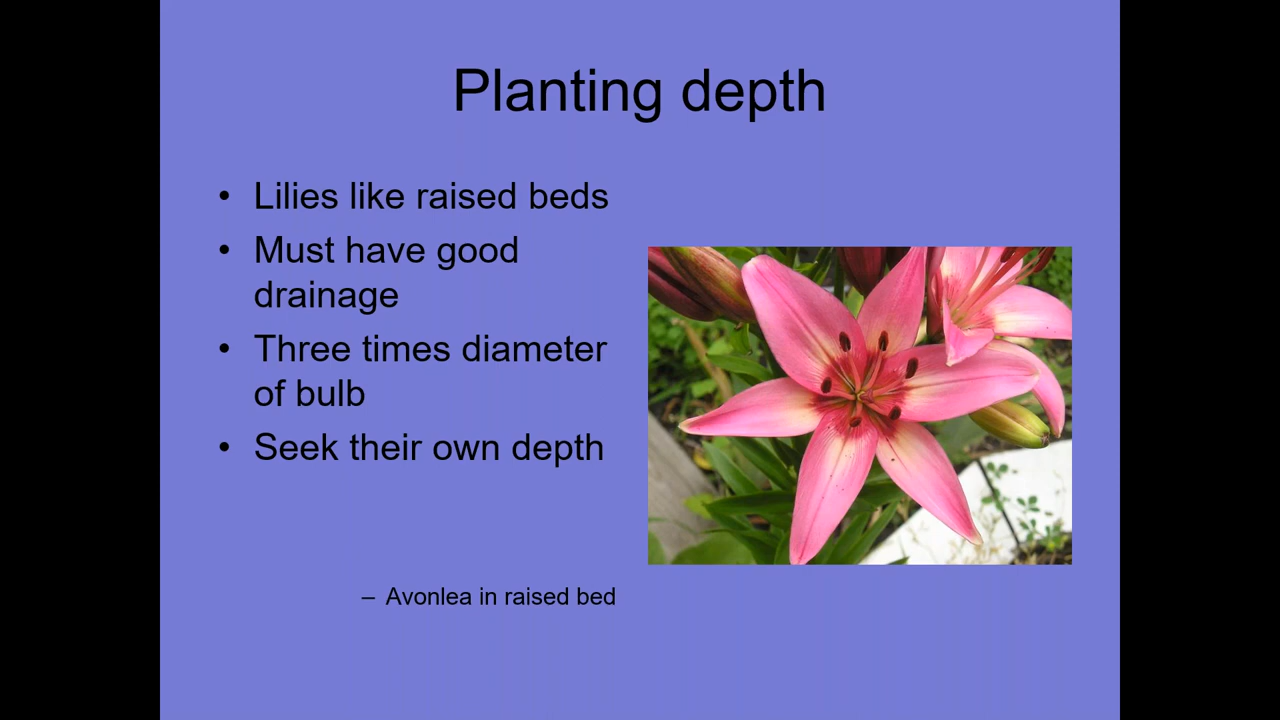 Planting depth
• Lilies like raised beds
• Must have good
drainage
• Three times diameter
of bulb
• Seek their own depth
– Avonlea in raised bed